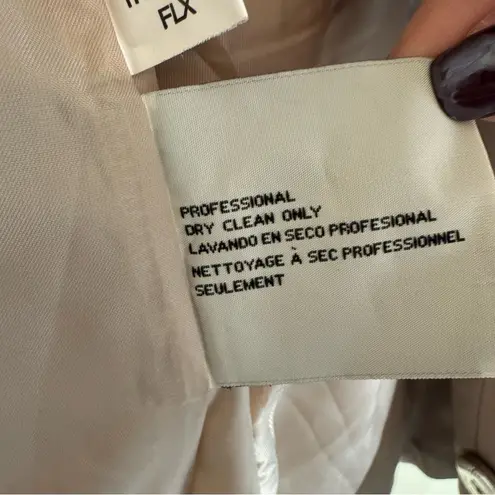 FLX
PROFESSIONAL
DRY CLEAN ONLY
LAVANDO EN SECO PROFESIONAL
NETTOYAGE À SEC PROFESSIONNEL
SEULEMENT